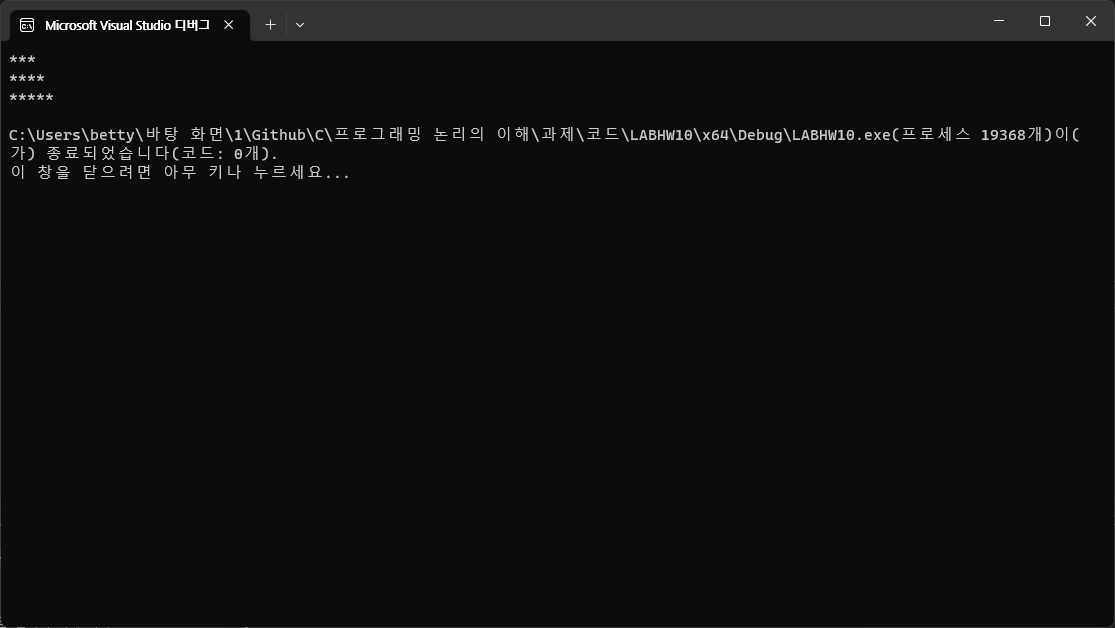 Microsoft Visual Studio 디버그
***
****
*****
C:\Users\betty\바탕 화면\1\Github\C\프로그래밍 논리의 이해\과제\코드\LABHW10\x64\Debug\LABHW10.exe(프로세스 19368개)이(
가) 종료되었습니다(코드: 0개).
이 창을 닫으려면 아무 키나 누르세요...